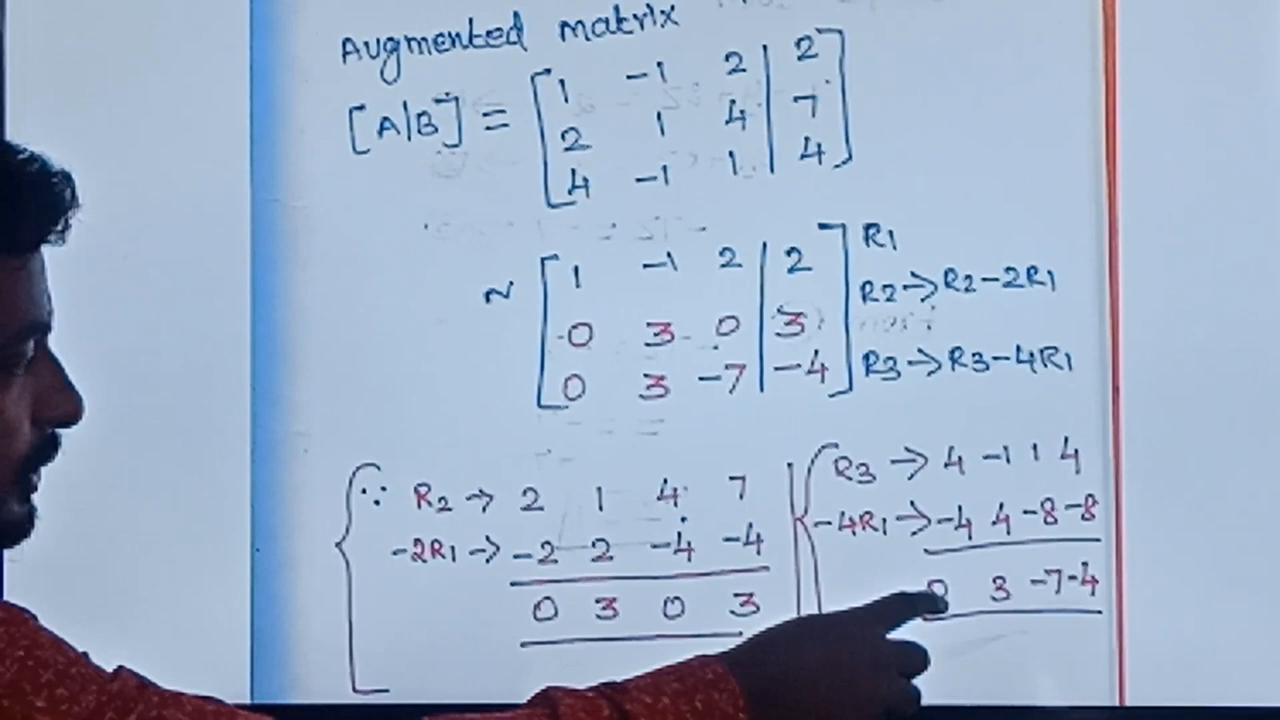 Augmented matrix
[A|B] = [1 -1 2 | 2
2 1 4 | 7
4 -1 1 | 4]
~ [1 -1 2 | 2] R1
0 3 0 | 3 R2→R2-2R1
0 3 -7 | -4 R3→R3-4R1
{∵ R2 → 2 1 4 7
-2R1 → -2 2 -4 -4
0 3 0 3
{R3 → 4 -1 1 4
-4R1 → -4 4 -8 -8
0 3 -7 -4